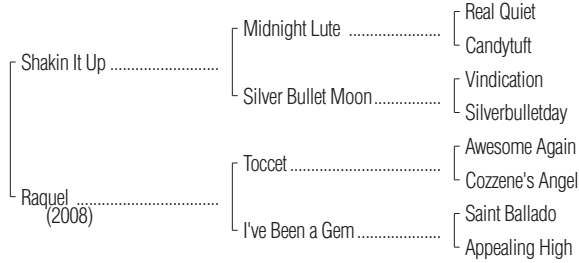 Real Quiet
Midnight Lute ....................
Candytuft
Shakin It Up ........................
Vindication
Silver Bullet Moon ...............
Silverbulletday
Awesome Again
Toccet ..................................
Cozzene's Angel
Raquel ................................
(2008)
Saint Ballado
I've Been a Gem ..................
Appealing High